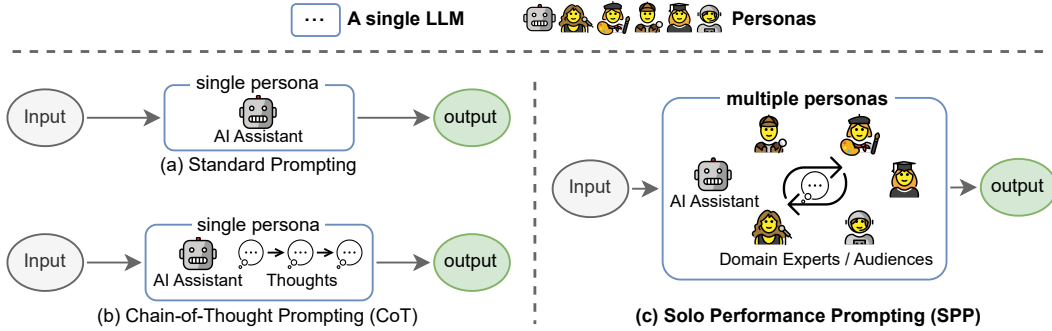 A single LLM
Personas
single persona
Input
AI Assistant
output
(a) Standard Prompting
single persona
Input
AI Assistant
Thoughts
output
(b) Chain-of-Thought Prompting (CoT)
multiple personas
Input
AI Assistant
output
Domain Experts / Audiences
(c) Solo Performance Prompting (SPP)